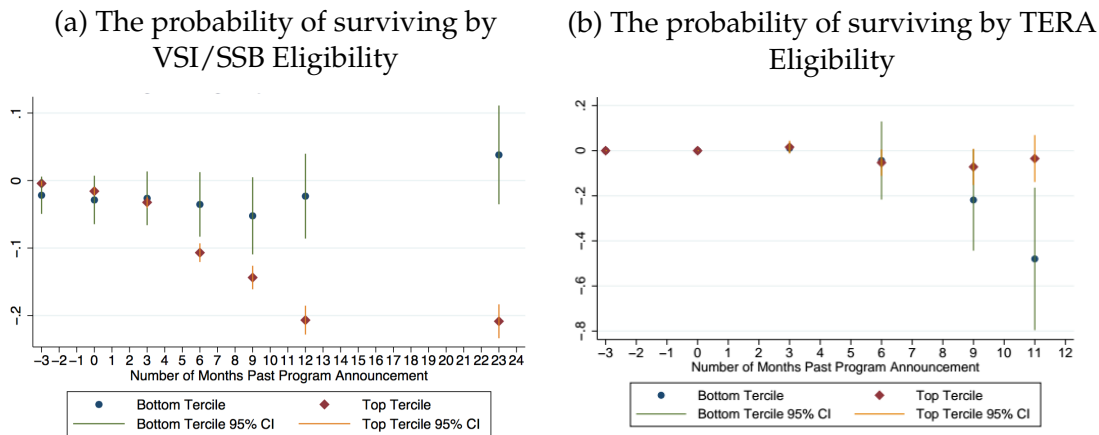 (a) The probability of surviving by
VSI/SSB Eligibility
.1
0
-.1
-.2
-3 -2 -1 0 1 2 3 4 5 6 7 8 9 10 11 12 13 14 15 16 17 18 19 20 21 22 23 24
Number of Months Past Program Announcement
Bottom Tercile
Top Tercile
Bottom Tercile 95% CI
Top Tercile 95% CI
(b) The probability of surviving by TERA
Eligibility
.2
0
-.2
-.4
-.6
-.8
-3 -2 -1 0 1 2 3 4 5 6 7 8 9 10 11 12
Number of Months Past Program Announcement
Bottom Tercile
Top Tercile
Bottom Tercile 95% CI
Top Tercile 95% CI